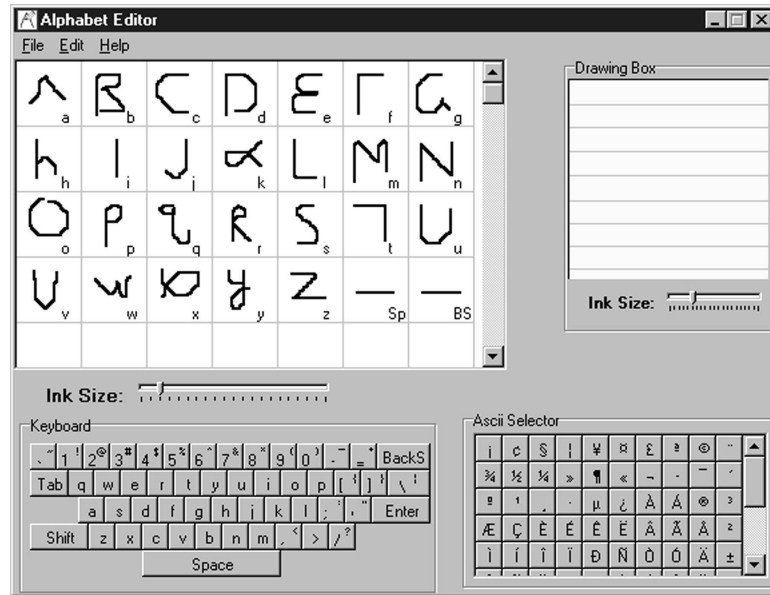 Alphabet Editor
File Edit Help
a b c d e f g
h i j k l m n
o p q r s t u
v w x y z Sp BS
Drawing Box
Ink Size:
Ink Size:
Keyboard
` ~ 1 ! 2 @ 3 # 4 $ 5 % 6 ^ 7 & 8 * 9 ( 0 ) - _ = + BackS
Tab q w e r t y u i o p [ { ] } \ ¦
a s d f g h j k l ; : ' " Enter
Shift z x c v b n m , < > / ?
Space
Ascii Selector
¡ ¢ § ¦ ¥ ¤ £ ª © ¨
¾ ½ ¼ » ¶ « ¬ · ¯ ´
º ¹ ¸ · µ ¿ À Á ® ³
Æ Ç È É Ê Ë Â Ã Å ²
Ì Í Î Ï Ð Ñ Ò Ó Ä ±